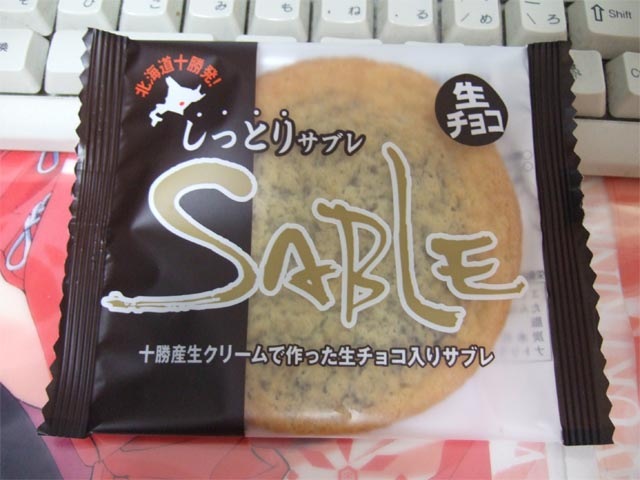 北海道十勝発!
生
チョコ
しっとりサブレ
SABLE
十勝産生クリームで作った生チョコ入りサブレ
Shift